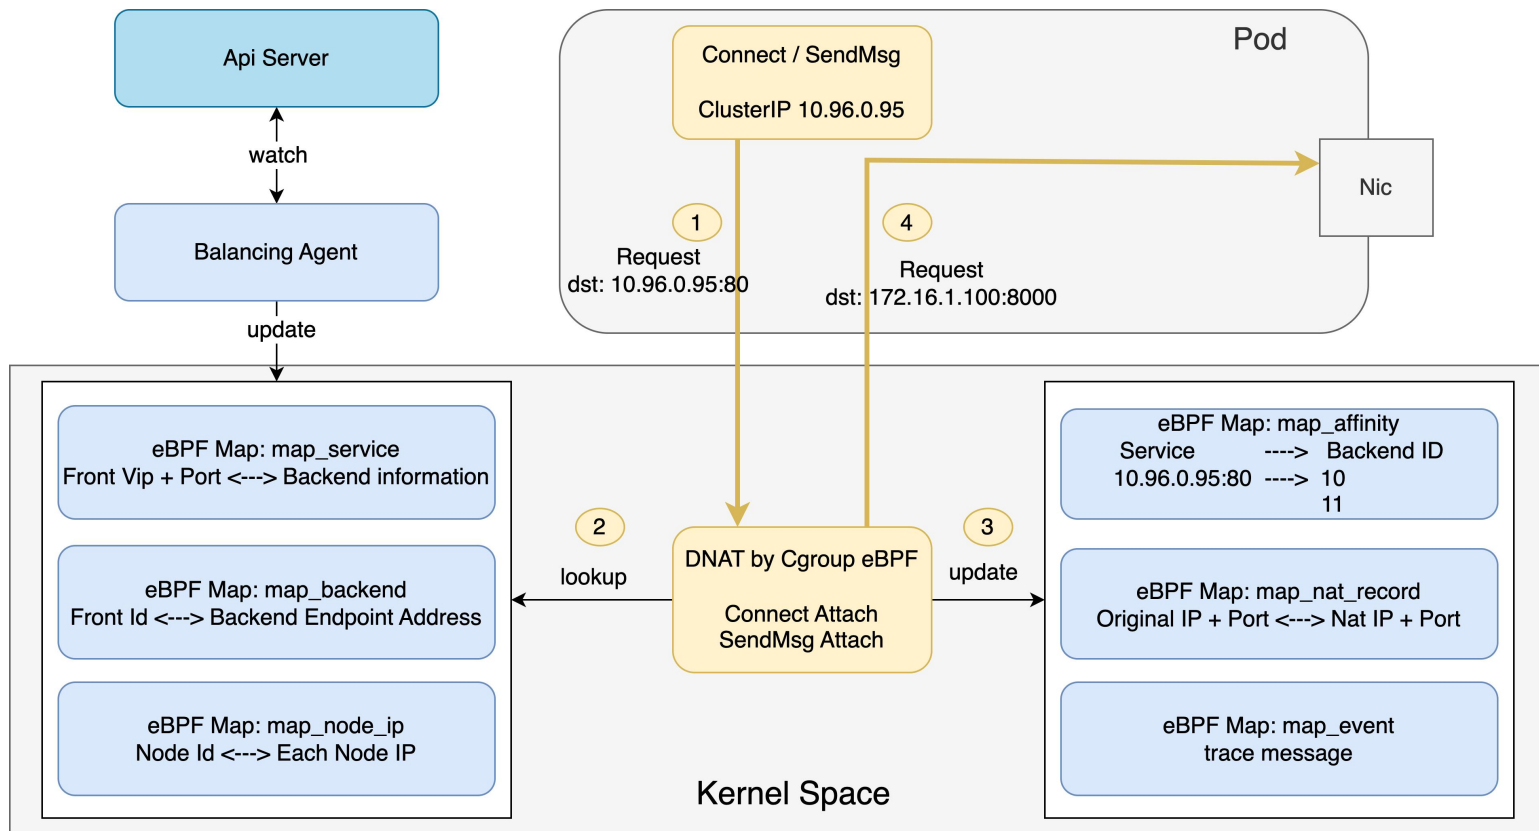 Api Server
watch
Balancing Agent
update
Pod
Connect / SendMsg
ClusterIP 10.96.0.95
Nic
1
Request
dst: 10.96.0.95:80
4
Request
dst: 172.16.1.100:8000
eBPF Map: map_service
Front Vip + Port <---> Backend information
eBPF Map: map_backend
Front Id <---> Backend Endpoint Address
eBPF Map: map_node_ip
Node Id <---> Each Node IP
2
lookup
DNAT by Cgroup eBPF
Connect Attach
SendMsg Attach
3
update
eBPF Map: map_affinity
Service ----> Backend ID
10.96.0.95:80 ----> 10
11
eBPF Map: map_nat_record
Original IP + Port <---> Nat IP + Port
eBPF Map: map_event
trace message
Kernel Space